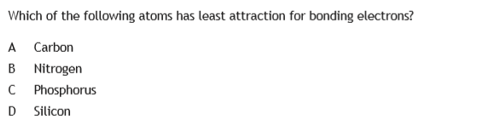 Which of the following atoms has least attraction for bonding electrons?
A Carbon
B Nitrogen
C Phosphorus
D Silicon